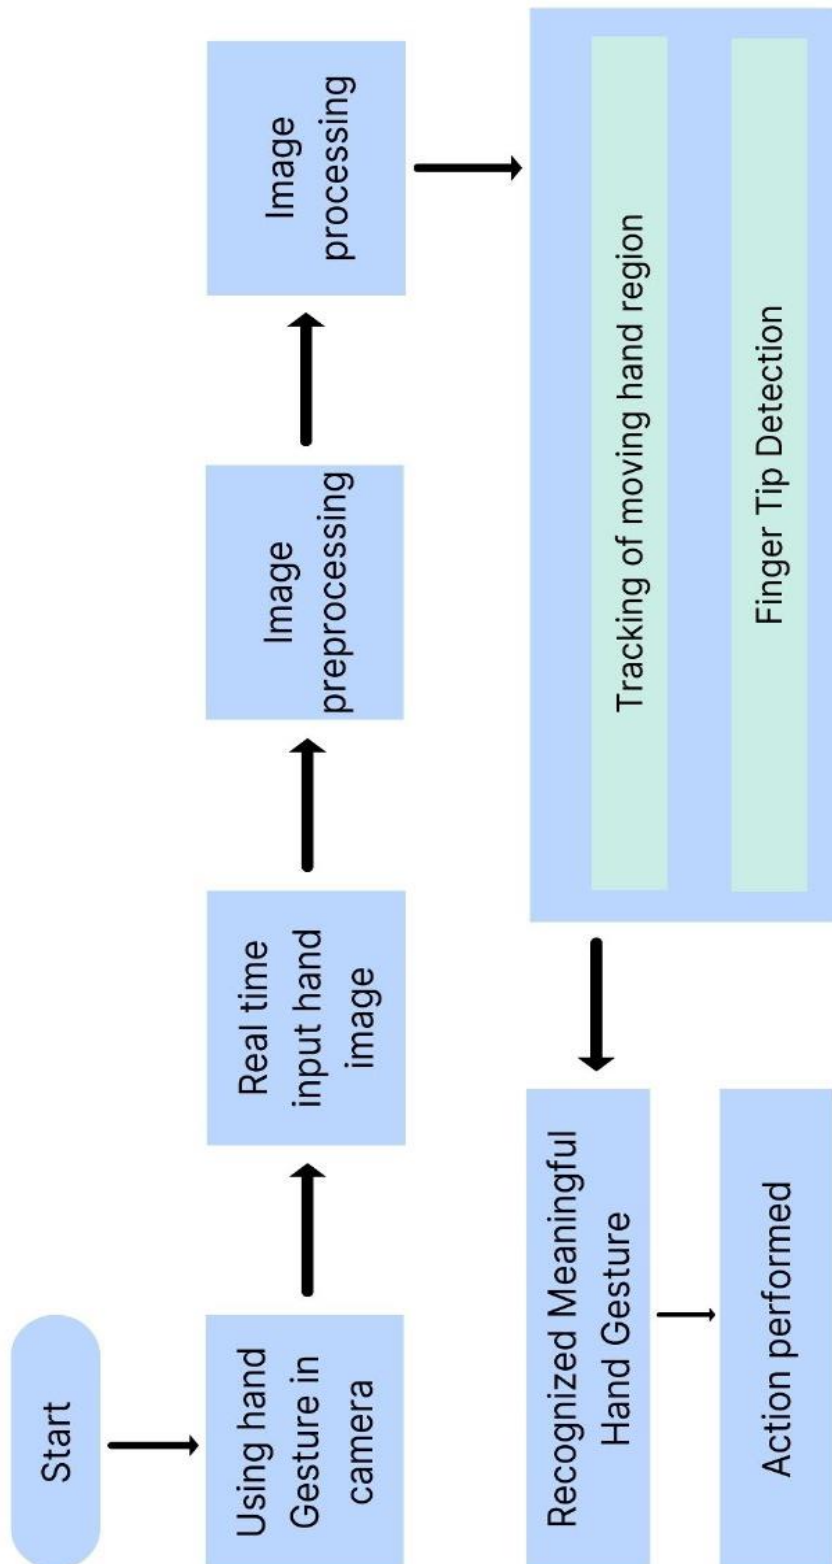 Start
Using hand
Gesture in
camera
Real time
input hand
image
Image
preprocessing
Image
processing
Tracking of moving hand region
Finger Tip Detection
Recognized Meaningful
Hand Gesture
Action performed